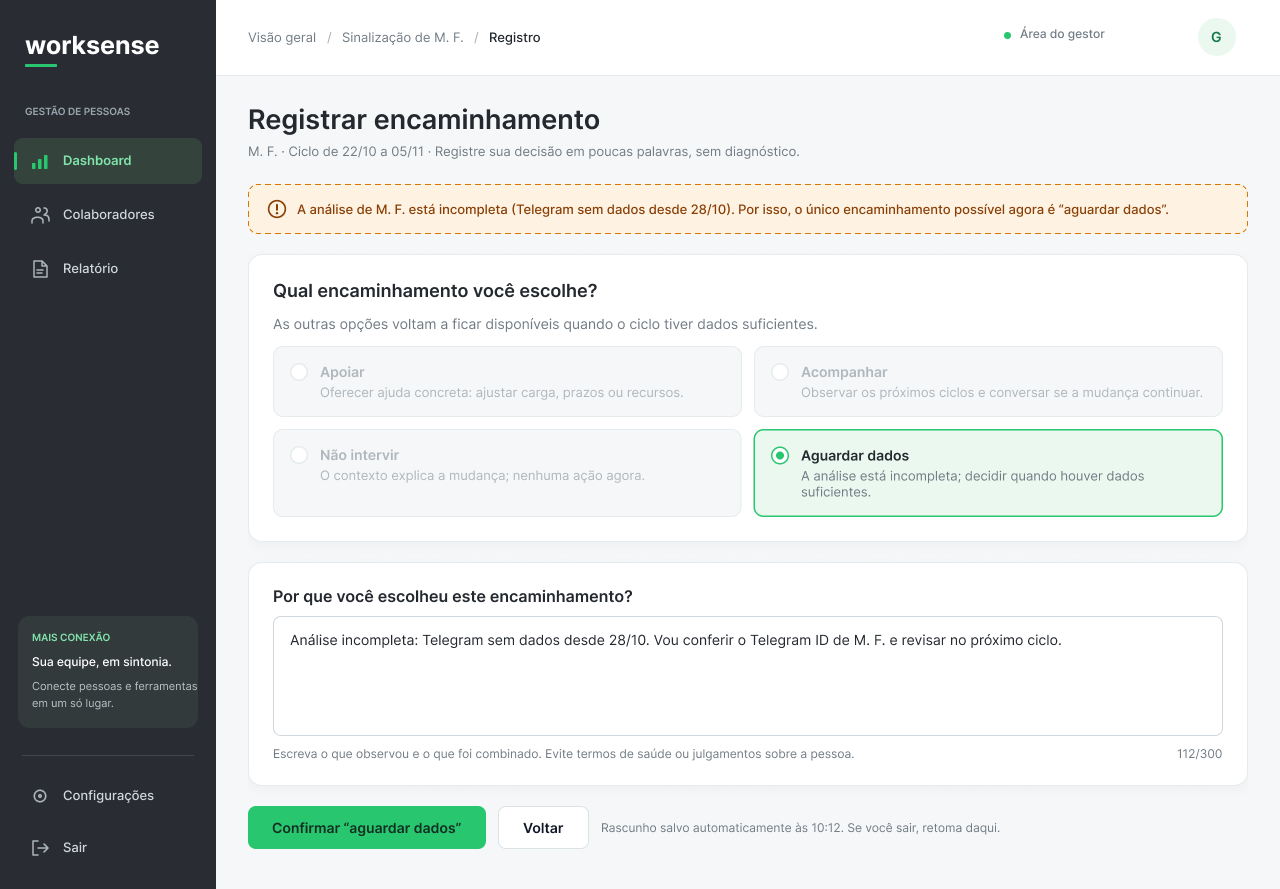 worksense
GESTÃO DE PESSOAS
Dashboard
Colaboradores
Relatório
MAIS CONEXÃO
Sua equipe, em sintonia.
Conecte pessoas e ferramentas
em um só lugar.
Configurações
Sair
Visão geral / Sinalização de M. F. / Registro
Área do gestor
G
Registrar encaminhamento
M. F. · Ciclo de 22/10 a 05/11 · Registre sua decisão em poucas palavras, sem diagnóstico.
A análise de M. F. está incompleta (Telegram sem dados desde 28/10). Por isso, o único encaminhamento possível agora é “aguardar dados”.
Qual encaminhamento você escolhe?
As outras opções voltam a ficar disponíveis quando o ciclo tiver dados suficientes.
Apoiar
Oferecer ajuda concreta: ajustar carga, prazos ou recursos.
Acompanhar
Observar os próximos ciclos e conversar se a mudança continuar.
Não intervir
O contexto explica a mudança; nenhuma ação agora.
Aguardar dados
A análise está incompleta; decidir quando houver dados
suficientes.
Por que você escolheu este encaminhamento?
Análise incompleta: Telegram sem dados desde 28/10. Vou conferir o Telegram ID de M. F. e revisar no próximo ciclo.
Escreva o que observou e o que foi combinado. Evite termos de saúde ou julgamentos sobre a pessoa.
112/300
Confirmar “aguardar dados”
Voltar
Rascunho salvo automaticamente às 10:12. Se você sair, retoma daqui.